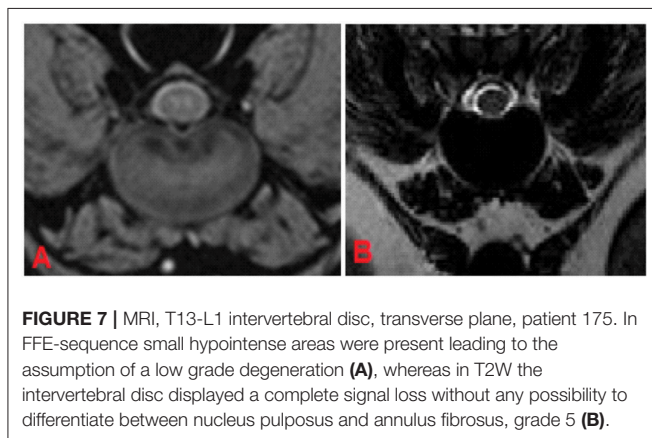 A
B
FIGURE 7 | MRI, T13-L1 intervertebral disc, transverse plane, patient 175. In
FFE-sequence small hypointense areas were present leading to the
assumption of a low grade degeneration (A), whereas in T2W the
intervertebral disc displayed a complete signal loss without any possibility to
differentiate between nucleus pulposus and annulus fibrosus, grade 5 (B).